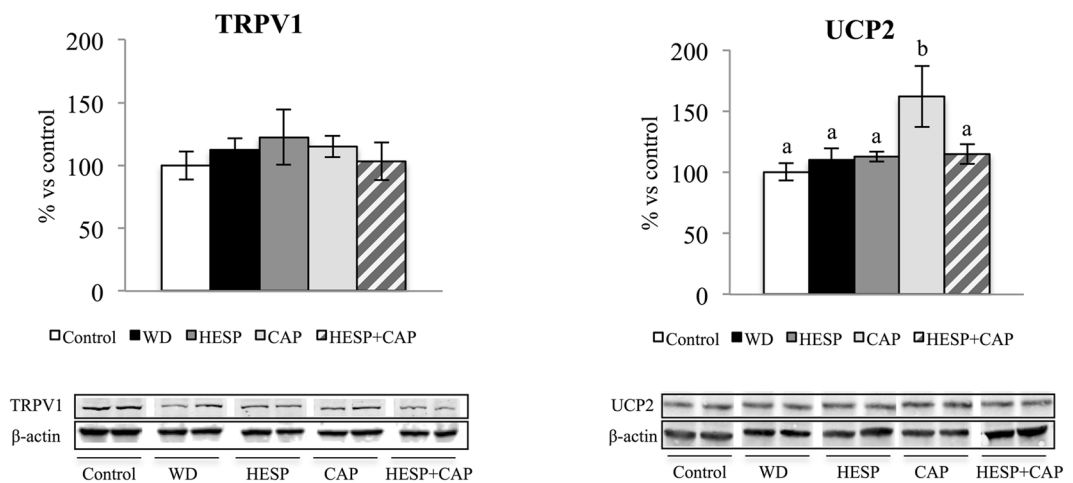 TRPV1
200
150
100
50
0
% vs control
Control WD HESP CAP HESP+CAP
TRPV1
β-actin
Control WD HESP CAP HESP+CAP
UCP2
200
150
100
50
0
% vs control
a a a b a
Control WD HESP CAP HESP+CAP
UCP2
β-actin
Control WD HESP CAP HESP+CAP